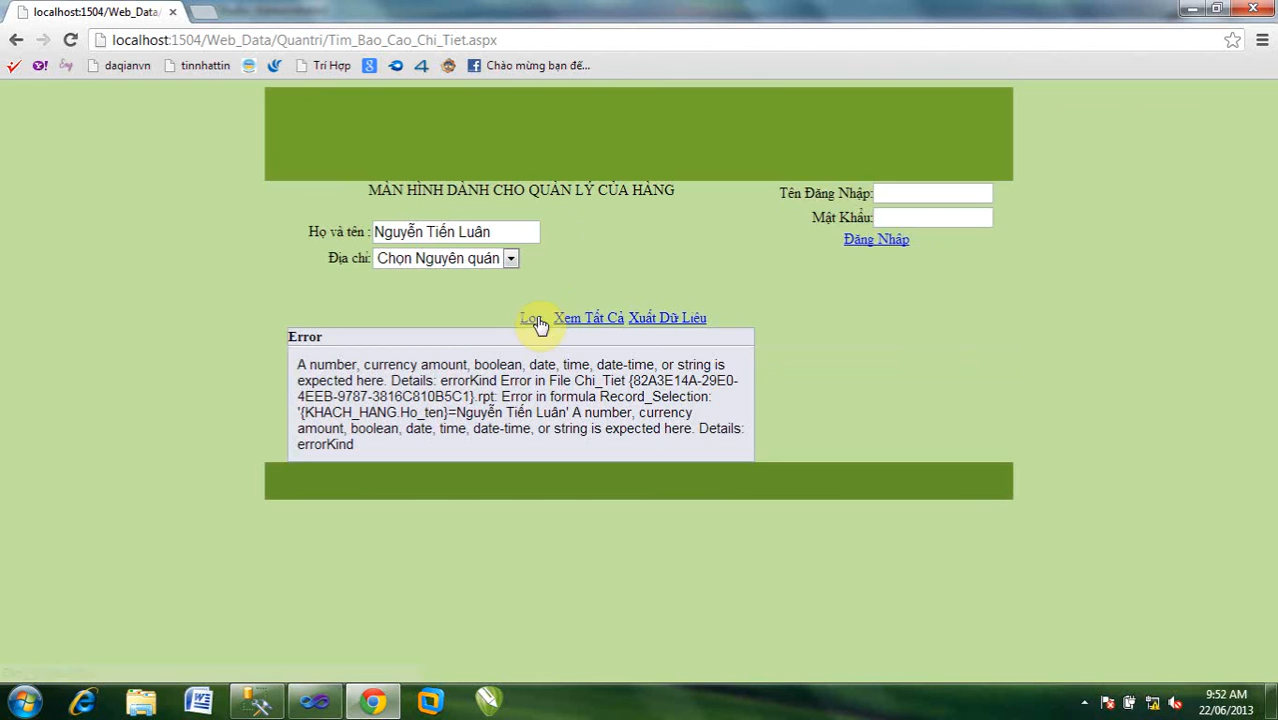 localhost:1504/Web_Data/
localhost:1504/Web_Data/Quantri/Tim_Bao_Cao_Chi_Tiet.aspx
daqianvn tinnhattin Trí Hợp Chào mừng bạn đế...
MÀN HÌNH DÀNH CHO QUẢN LÝ CỦA HÀNG
Tên Đăng Nhập:
Mật Khẩu:
Đăng Nhâp
Họ và tên : Nguyễn Tiến Luân
Địa chỉ: Chọn Nguyên quán
Xem Tất Cả Xuất Dữ Liêu
Error
A number, currency amount, boolean, date, time, date-time, or string is
expected here. Details: errorKind Error in File Chi_Tiet {82A3E14A-29E0-
4EEB-9787-3816C810B5C1}.rpt: Error in formula Record_Selection:
'{KHACH_HANG.Ho_ten}=Nguyễn Tiến Luân' A number, currency
amount, boolean, date, time, date-time, or string is expected here. Details:
errorKind
9:52 AM
22/06/2013